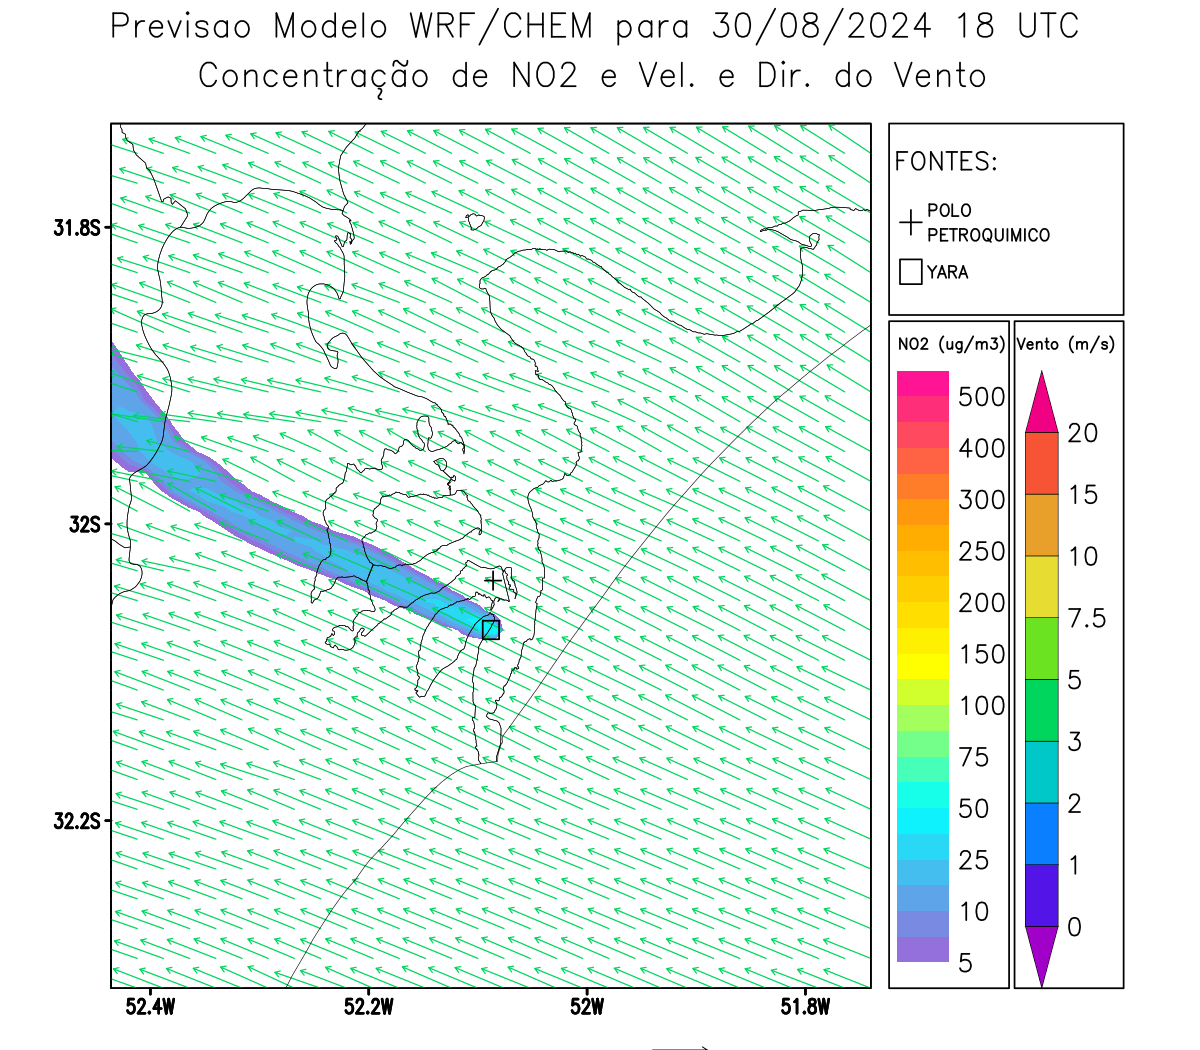 Previsao Modelo WRF/CHEM para 30/08/2024 18 UTC
Concentração de NO2 e Vel. e Dir. do Vento
FONTES:
POLO
PETROQUIMICO
YARA
31.8S
32S
32.2S
52.4W
52.2W
52W
51.8W
NO2 (ug/m3)
500
400
300
250
200
150
100
75
50
25
10
5
Vento (m/s)
20
15
10
7.5
5
3
2
1
0